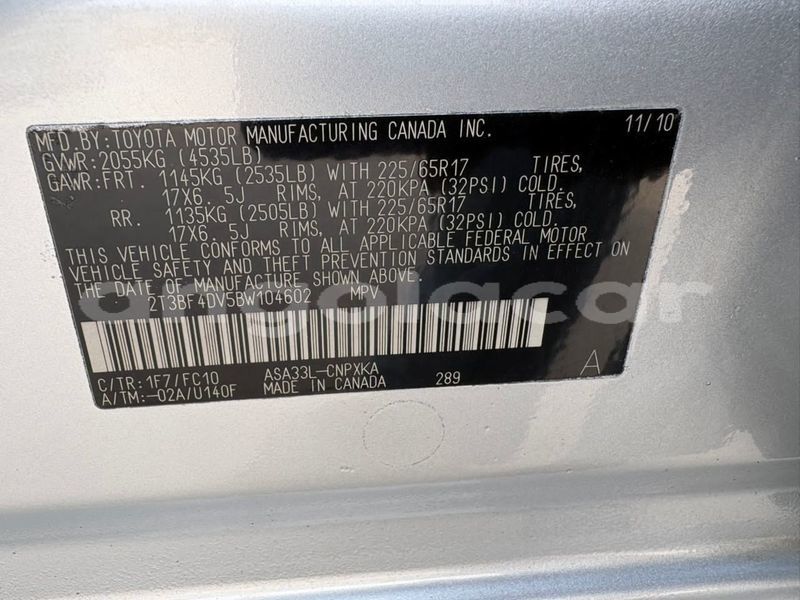 MFD.BY:TOYOTA MOTOR MANUFACTURING CANADA INC. 11/10
GVWR:2055KG (4535LB)
GAWR:FRT. 1145KG (2535LB) WITH 225/65R17 TIRES,
17X6. 5J RIMS, AT 220KPA (32PSI) COLD.
RR. 1135KG (2505LB) WITH 225/65R17 TIRES,
17X6. 5J RIMS, AT 220KPA (32PSI) COLD.
THIS VEHICLE CONFORMS TO ALL APPLICABLE FEDERAL MOTOR
VEHICLE SAFETY AND THEFT PREVENTION STANDARDS IN EFFECT ON
THE DATE OF MANUFACTURE SHOWN ABOVE.
2T3BF4DV5BW104602 MPV
angolacar
C/TR:1F7/FC10 ASA33L-CNPXKA A
A/TM:-02A/U140F MADE IN CANADA 289